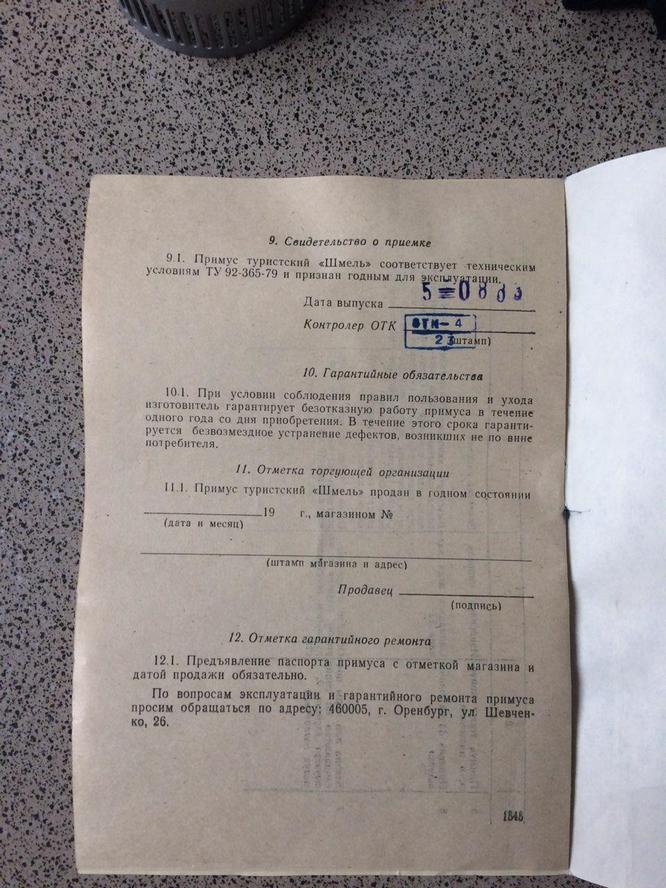 9. Свидетельство о приемке
9.1. Примус туристский «Шмель» соответствует техническим
условиям ТУ 92-365-79 и признан годным для эксплуатации.
Дата выпуска
Контролер ОТК ОТК-4
23 (штамп)
10. Гарантийные обязательства
10.1. При условии соблюдения правил пользования и ухода
изготовитель гарантирует безотказную работу примуса в течение
одного года со дня приобретения. В течение этого срока гаранти-
руется безвозмездное устранение дефектов, возникших не по вине
потребителя.
11. Отметка торгующей организации
11.1. Примус туристский «Шмель» продан в годном состоянии
19 г., магазином №
(дата и месяц)
(штамп магазина и адрес)
Продавец
(подпись)
12. Отметка гарантийного ремонта
12.1. Предъявление паспорта примуса с отметкой магазина и
датой продажи обязательно.
По вопросам эксплуатации и гарантийного ремонта примуса
просим обращаться по адресу: 460005, г. Оренбург, ул. Шевчен-
ко, 26.